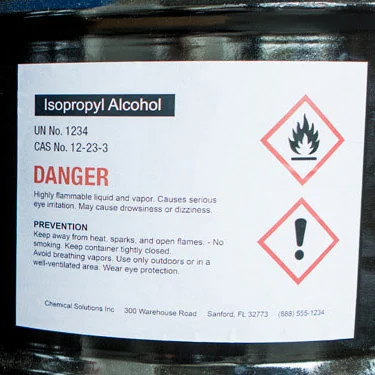 Isopropyl Alcohol
UN No. 1234
CAS No. 12-23-3
DANGER
Highly flammable liquid and vapor. Causes serious
eye irritation. May cause drowsiness or dizziness.
PREVENTION
Keep away from heat, sparks, and open flames. - No
smoking. Keep container tightly closed.
Avoid breathing vapors. Use only outdoors or in a
well-ventilated area. Wear eye protection.
Chemical Solutions Inc 300 Warehouse Road Sanford, FL 32773 (888) 555-1234